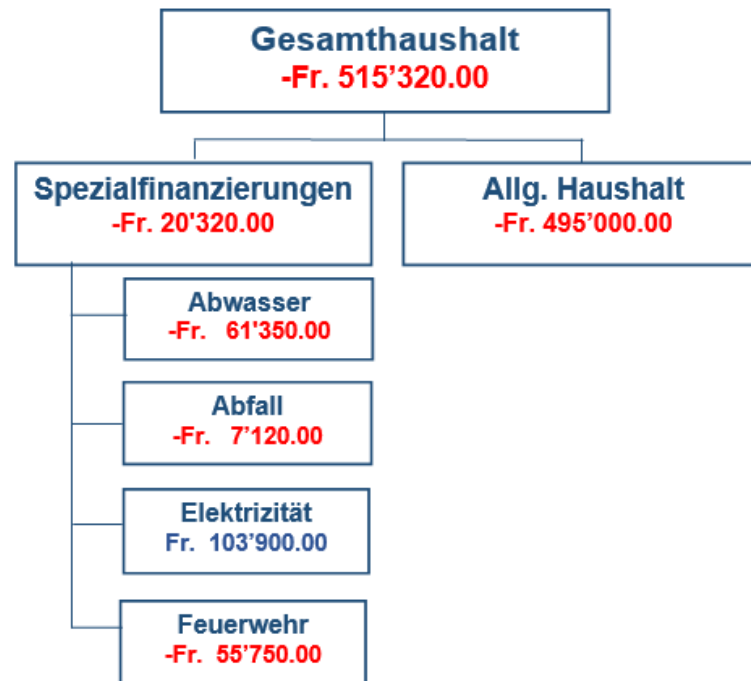 Gesamthaushalt
-Fr. 515’320.00
Spezialfinanzierungen
-Fr. 20'320.00
Allg. Haushalt
-Fr. 495’000.00
Abwasser
-Fr. 61'350.00
Abfall
-Fr. 7’120.00
Elektrizität
Fr. 103’900.00
Feuerwehr
-Fr. 55’750.00